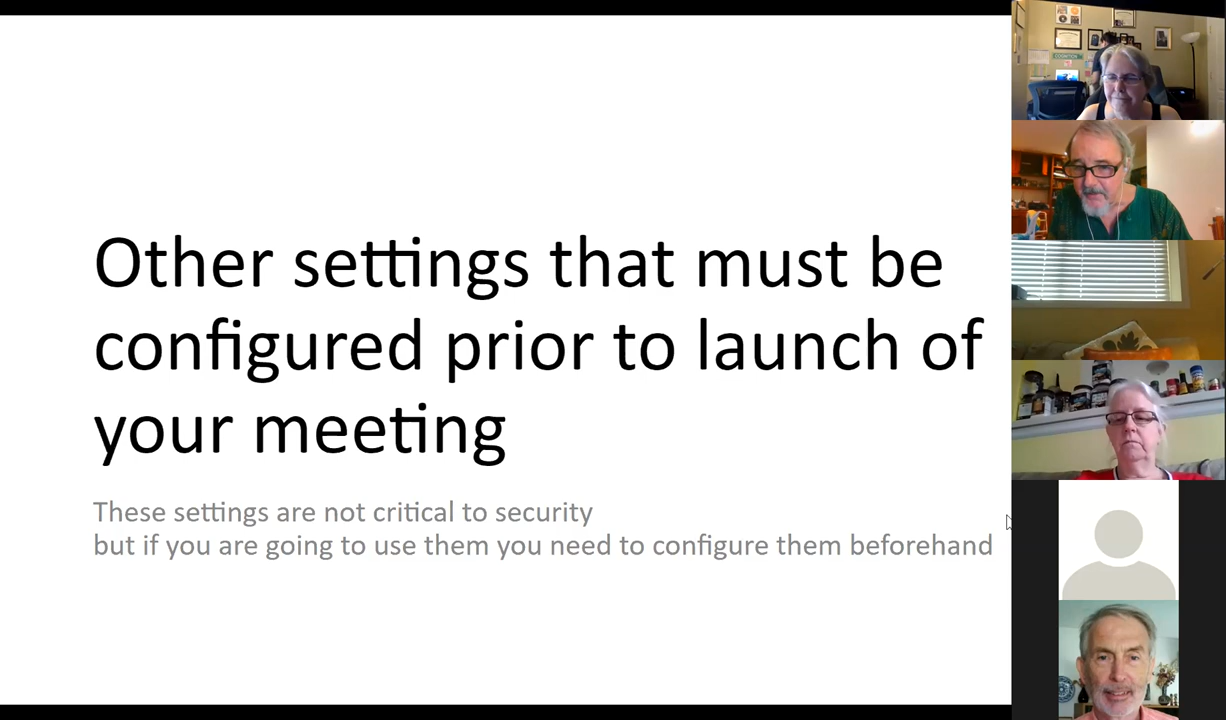 Other settings that must be
configured prior to launch of
your meeting
These settings are not critical to security
but if you are going to use them you need to configure them beforehand